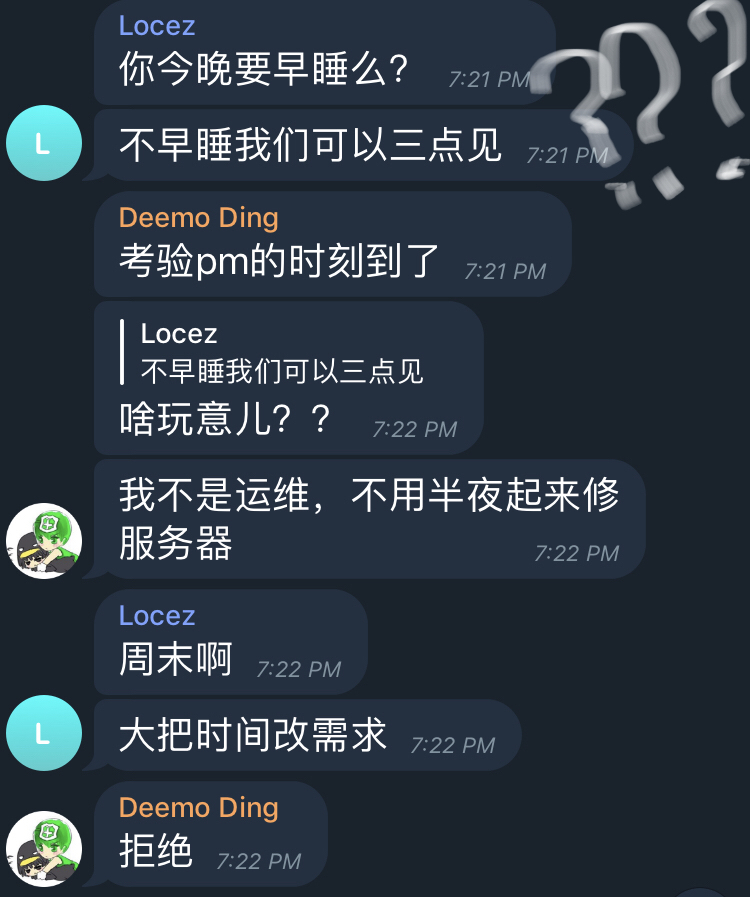 Locez
你今晚要早睡么？ 7:21 PM
不早睡我们可以三点见 7:21 PM
L
Deemo Ding
考验pm的时刻到了 7:21 PM
Locez
不早睡我们可以三点见
啥玩意儿？？ 7:22 PM
我不是运维，不用半夜起来修
服务器 7:22 PM
Locez
周末啊 7:22 PM
大把时间改需求 7:22 PM
L
Deemo Ding
拒绝 7:22 PM
???